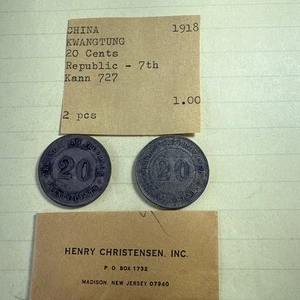 CHINA 1918
KWANGTUNG
20 Cents
Republic - 7th
Kann 727
1.00
2 pcs
20 20
HENRY CHRISTENSEN, INC.
P. O. BOX 1732
MADISON, NEW JERSEY 07940